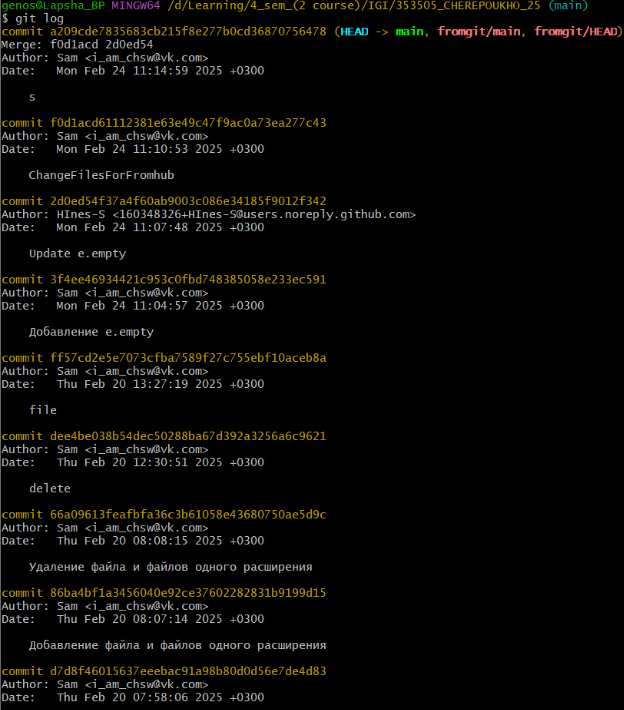 genos@Lapsha_BP MINGW64 /d/Learning/4_sem_(2 course)/IGI/353505_CHEREPOUKHO_25 (main)
$ git log
commit a209cde7835683cb215f8e277b0cd36870756478 (HEAD -> main, fromgit/main, fromgit/HEAD)
Merge: f0d1acd 2d0ed54
Author: Sam <i_am_chsw@vk.com>
Date:   Mon Feb 24 11:14:59 2025 +0300
s
commit f0d1acd61112381e63e49c47f9ac0a73ea277c43
Author: Sam <i_am_chsw@vk.com>
Date:   Mon Feb 24 11:10:53 2025 +0300
ChangeFilesForFromhub
commit 2d0ed54f37a4f60ab9003c086e34185f9012f342
Author: HInes-S <160348326+HInes-S@users.noreply.github.com>
Date:   Mon Feb 24 11:07:48 2025 +0300
Update e.empty
commit 3f4ee46934421c953c0fbd748385058e233ec591
Author: Sam <i_am_chsw@vk.com>
Date:   Mon Feb 24 11:04:57 2025 +0300
Добавление e.empty
commit ff57cd2e5e7073cfba7589f27c755ebf10aceb8a
Author: Sam <i_am_chsw@vk.com>
Date:   Thu Feb 20 13:27:19 2025 +0300
file
commit dee4be038b54dec50288ba67d392a3256a6c9621
Author: Sam <i_am_chsw@vk.com>
Date:   Thu Feb 20 12:30:51 2025 +0300
delete
commit 66a09613feafbfa36c3b61058e43680750ae5d9c
Author: Sam <i_am_chsw@vk.com>
Date:   Thu Feb 20 08:08:15 2025 +0300
Удаление файла и файлов одного расширения
commit 86ba4bf1a3456040e92ce37602282831b9199d15
Author: Sam <i_am_chsw@vk.com>
Date:   Thu Feb 20 08:07:14 2025 +0300
Добавление файла и файлов одного расширения
commit d7d8f46015637eeebac91a98b80d0d56e7de4d83
Author: Sam <i_am_chsw@vk.com>
Date:   Thu Feb 20 07:58:06 2025 +0300